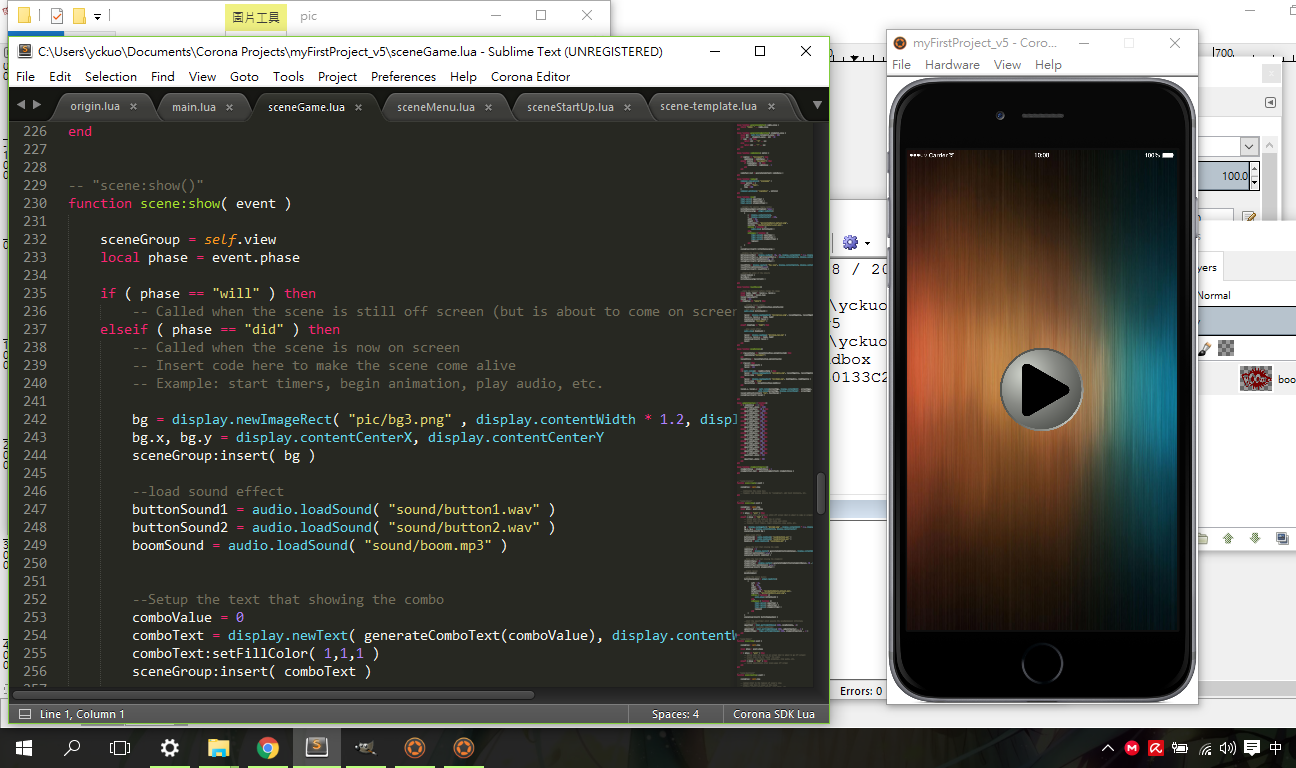 圖片工具
pic
C:\Users\yckuo\Documents\Corona Projects\myFirstProject_v5\sceneGame.lua - Sublime Text (UNREGISTERED)
File Edit Selection Find View Goto Tools Project Preferences Help Corona Editor
origin.lua × main.lua × sceneGame.lua × sceneMenu.lua × sceneStartUp.lua × scene-template.lua ×
226 end
227
228
229 -- "scene:show()"
230 function scene:show( event )
231
232 sceneGroup = self.view
233 local phase = event.phase
234
235 if ( phase == "will" ) then
236 -- Called when the scene is still off screen (but is about to come on screen
237 elseif ( phase == "did" ) then
238 -- Called when the scene is now on screen
239 -- Insert code here to make the scene come alive
240 -- Example: start timers, begin animation, play audio, etc.
241
242 bg = display.newImageRect( "pic/bg3.png" , display.contentWidth * 1.2, displ
243 bg.x, bg.y = display.contentCenterX, display.contentCenterY
244 sceneGroup:insert( bg )
245
246 --load sound effect
247 buttonSound1 = audio.loadSound( "sound/button1.wav" )
248 buttonSound2 = audio.loadSound( "sound/button2.wav" )
249 boomSound = audio.loadSound( "sound/boom.mp3" )
250
251
252 --Setup the text that showing the combo
253 comboValue = 0
254 comboText = display.newText( generateComboText(comboValue), display.contentW
255 comboText:setFillColor( 1,1,1 )
256 sceneGroup:insert( comboText )
Line 1, Column 1
Spaces: 4
Corona SDK Lua
8 / 20
\yckuo
v5
\yckuo
dbox
0133C2
Errors: 0
myFirstProject_v5 - Coro...
File Hardware View Help
Carrier
10:08
100%
700
100.0
yers
Normal
boo
中